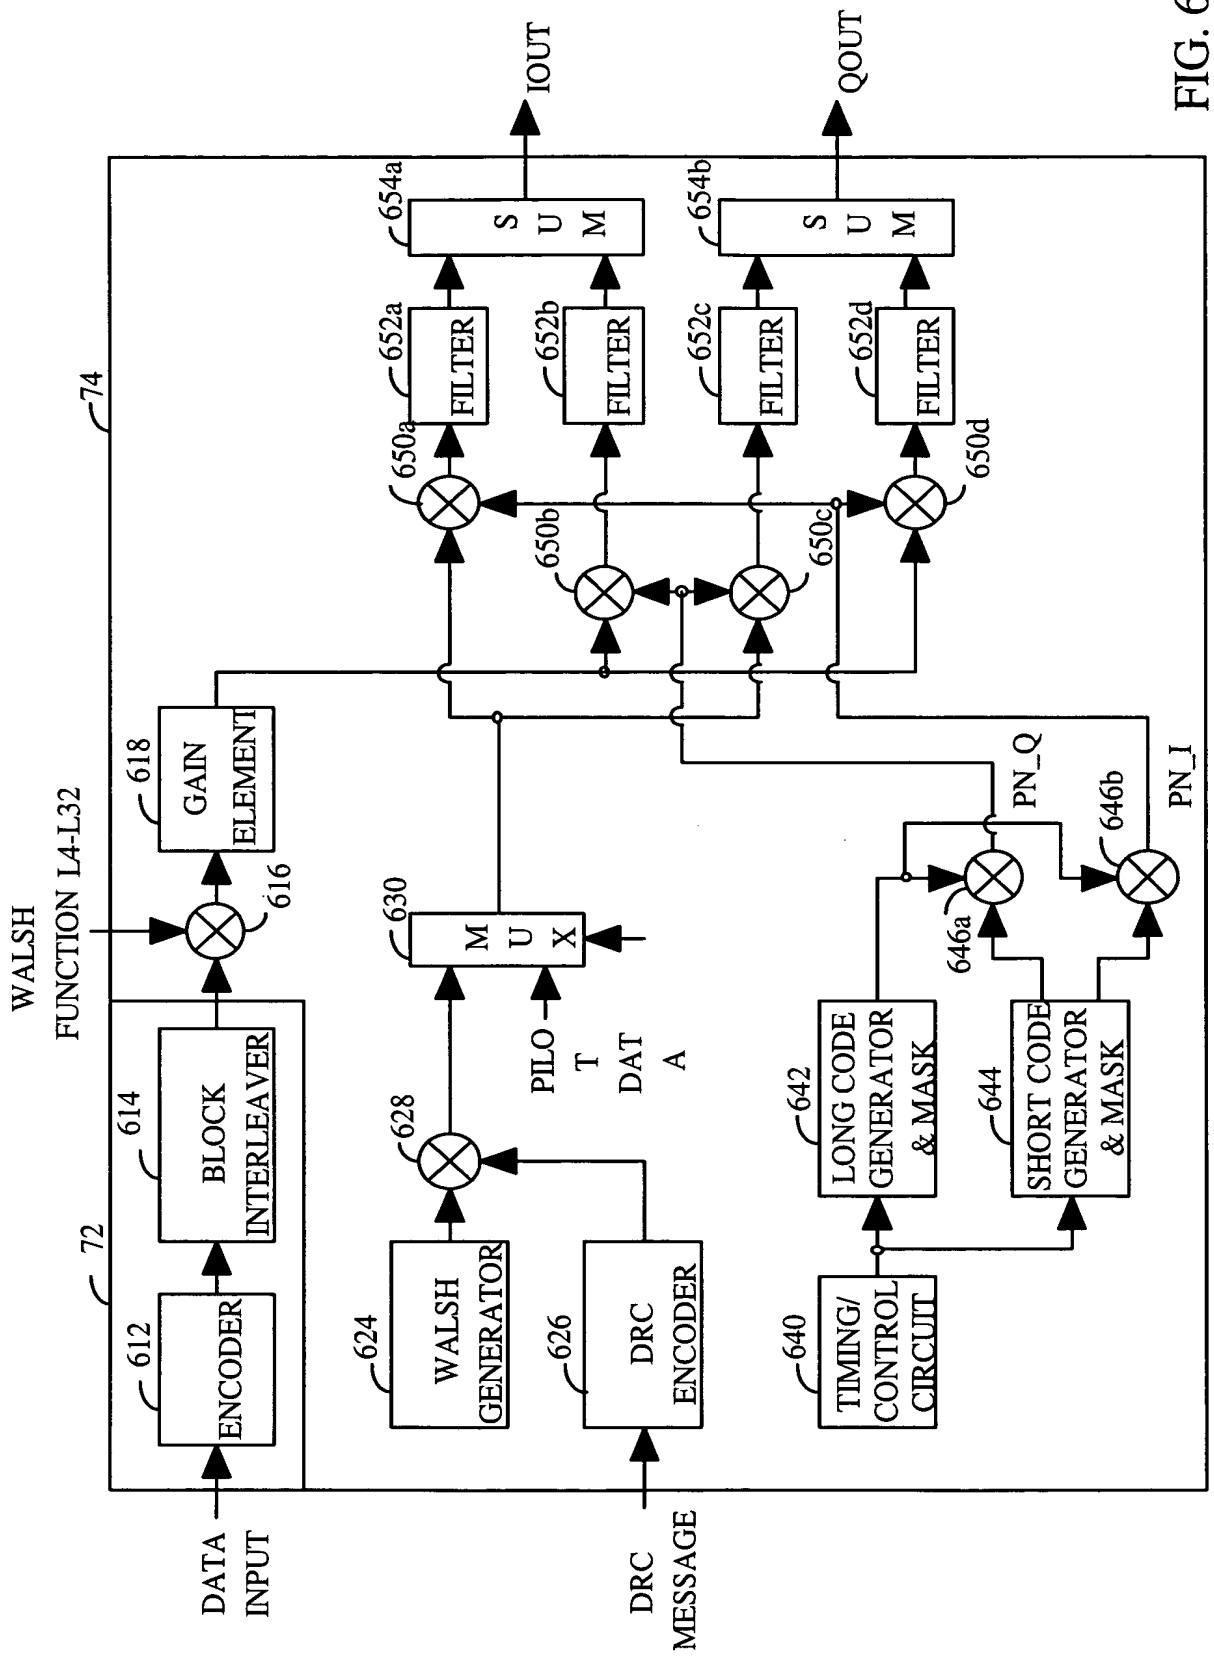 WALSH
FUNCTION L4-L32
72
74
612
614
616
618
DATA
INPUT
ENCODER
BLOCK
INTERLEAVER
GAIN
ELEMENT
624
WALSH
GENERATOR
628
630
M
U
X
PILO
T
DAT
A
DRC
MESSAGE
626
DRC
ENCODER
640
TIMING/
CONTROL
CIRCUIT
642
LONG CODE
GENERATOR
& MASK
644
SHORT CODE
GENERATOR
& MASK
646a
646b
PN_Q
PN_I
650a
650b
650c
650d
652a
FILTER
652b
FILTER
652c
FILTER
652d
FILTER
654a
S
U
M
654b
S
U
M
IOUT
QOUT
FIG. 6